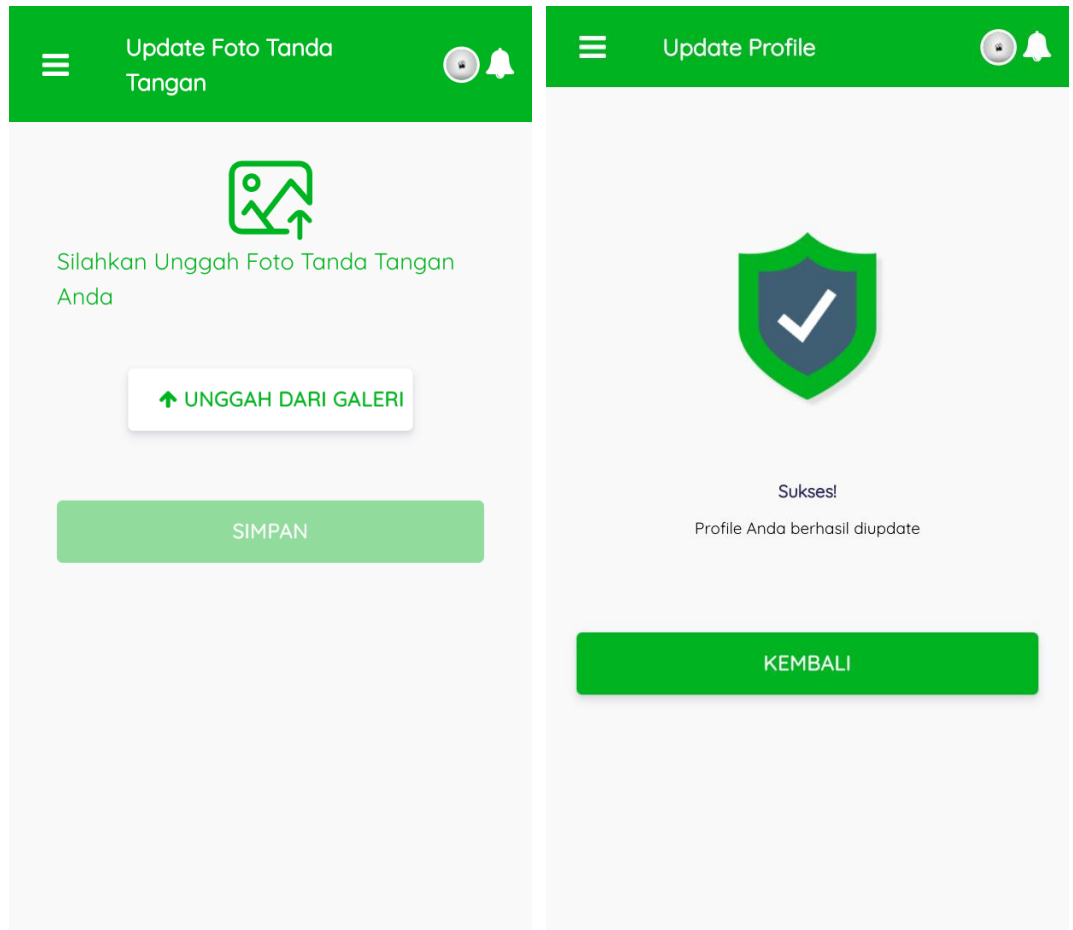 Update Foto Tanda
Tangan
Silahkan Unggah Foto Tanda Tangan
Anda
UNGGAH DARI GALERI
SIMPAN
Update Profile
Sukses!
Profile Anda berhasil diupdate
KEMBALI